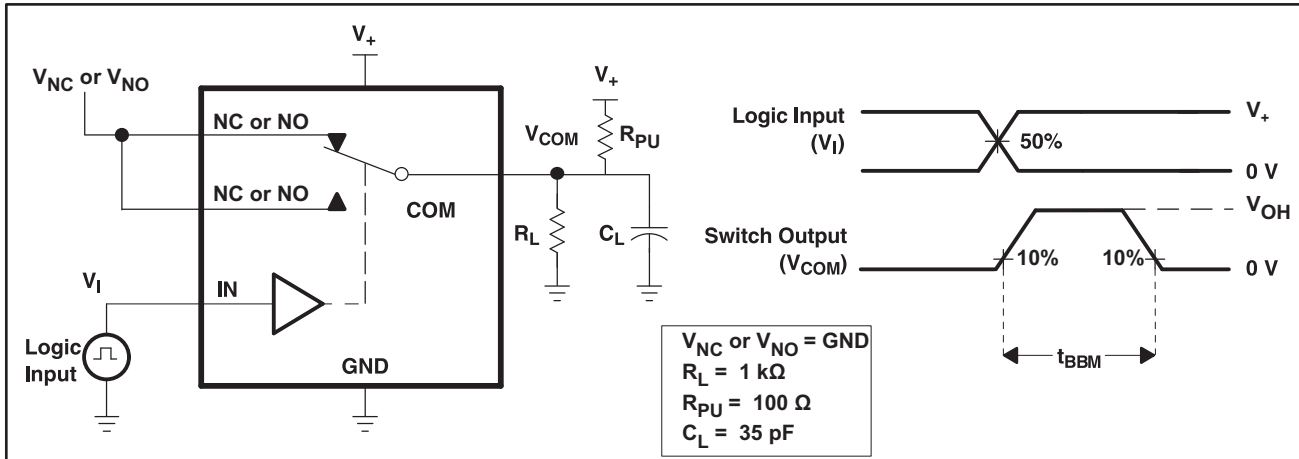 V+
VNC or VNO
NC or NO
NC or NO
COM
VI
IN
Logic
Input
GND
V+
VCOM
RPU
RL
CL
VNC or VNO = GND
RL = 1 kΩ
RPU = 100 Ω
CL = 35 pF
Logic Input
(VI)
50%
V+
0 V
VOH
Switch Output
(VCOM)
10%
10%
0 V
tBBM